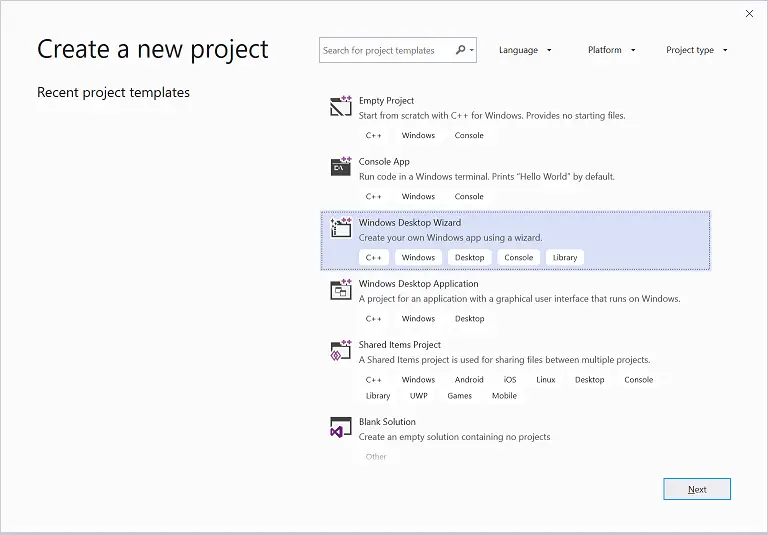 Create a new project
Search for project templates
Language
Platform
Project type
Recent project templates
Empty Project
Start from scratch with C++ for Windows. Provides no starting files.
C++ Windows Console
Console App
Run code in a Windows terminal. Prints "Hello World" by default.
C++ Windows Console
Windows Desktop Wizard
Create your own Windows app using a wizard.
C++ Windows Desktop Console Library
Windows Desktop Application
A project for an application with a graphical user interface that runs on Windows.
C++ Windows Desktop
Shared Items Project
A Shared Items project is used for sharing files between multiple projects.
C++ Windows Android iOS Linux Desktop Console
Library UWP Games Mobile
Blank Solution
Create an empty solution containing no projects
Other
Next